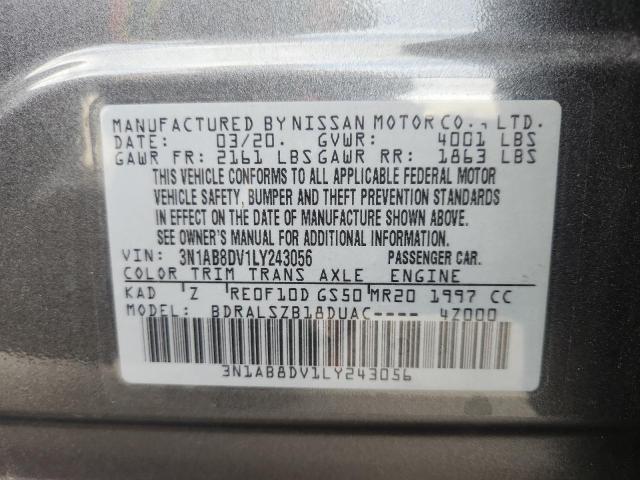 MANUFACTURED BY NISSAN MOTOR CO., LTD.
DATE: 03/20. GVWR: 4001 LBS
GAWR FR: 2161 LBS GAWR RR: 1863 LBS
THIS VEHICLE CONFORMS TO ALL APPLICABLE FEDERAL MOTOR
VEHICLE SAFETY, BUMPER AND THEFT PREVENTION STANDARDS
IN EFFECT ON THE DATE OF MANUFACTURE SHOWN ABOVE.
SEE OWNER'S MANUAL FOR ADDITIONAL INFORMATION.
VIN: 3N1AB8DV1LY243056 PASSENGER CAR.
COLOR TRIM TRANS AXLE ENGINE
KAD Z RE0F10D GS50 MR20 1997 CC
MODEL: BDRALSZB18DUAC---- 4Z000
3N1AB8DV1LY243056